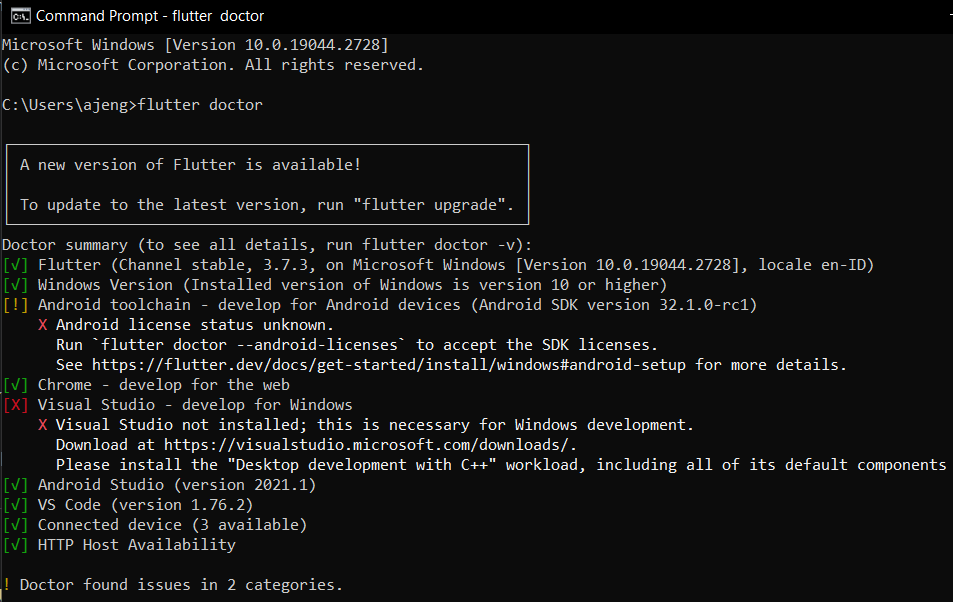 Command Prompt - flutter  doctor
Microsoft Windows [Version 10.0.19044.2728]
(c) Microsoft Corporation. All rights reserved.
C:\Users\ajeng>flutter doctor
A new version of Flutter is available!
To update to the latest version, run "flutter upgrade".
Doctor summary (to see all details, run flutter doctor -v):
[√] Flutter (Channel stable, 3.7.3, on Microsoft Windows [Version 10.0.19044.2728], locale en-ID)
[√] Windows Version (Installed version of Windows is version 10 or higher)
[!] Android toolchain - develop for Android devices (Android SDK version 32.1.0-rc1)
X Android license status unknown.
Run `flutter doctor --android-licenses` to accept the SDK licenses.
See https://flutter.dev/docs/get-started/install/windows#android-setup for more details.
[√] Chrome - develop for the web
[X] Visual Studio - develop for Windows
X Visual Studio not installed; this is necessary for Windows development.
Download at https://visualstudio.microsoft.com/downloads/.
Please install the "Desktop development with C++" workload, including all of its default components
[√] Android Studio (version 2021.1)
[√] VS Code (version 1.76.2)
[√] Connected device (3 available)
[√] HTTP Host Availability
! Doctor found issues in 2 categories.